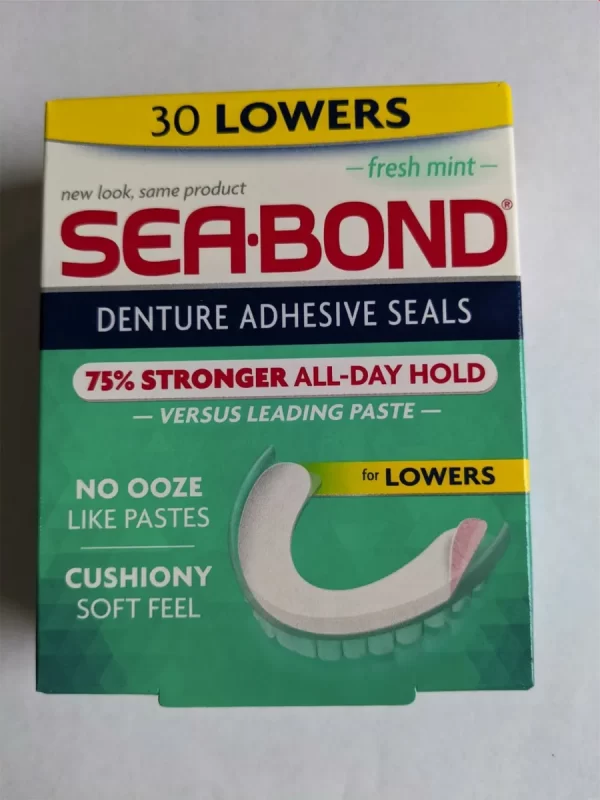 30 LOWERS
— fresh mint —
new look, same product
SEA·BOND®
DENTURE ADHESIVE SEALS
75% STRONGER ALL-DAY HOLD
— VERSUS LEADING PASTE —
for LOWERS
NO OOZE
LIKE PASTES
CUSHIONY
SOFT FEEL